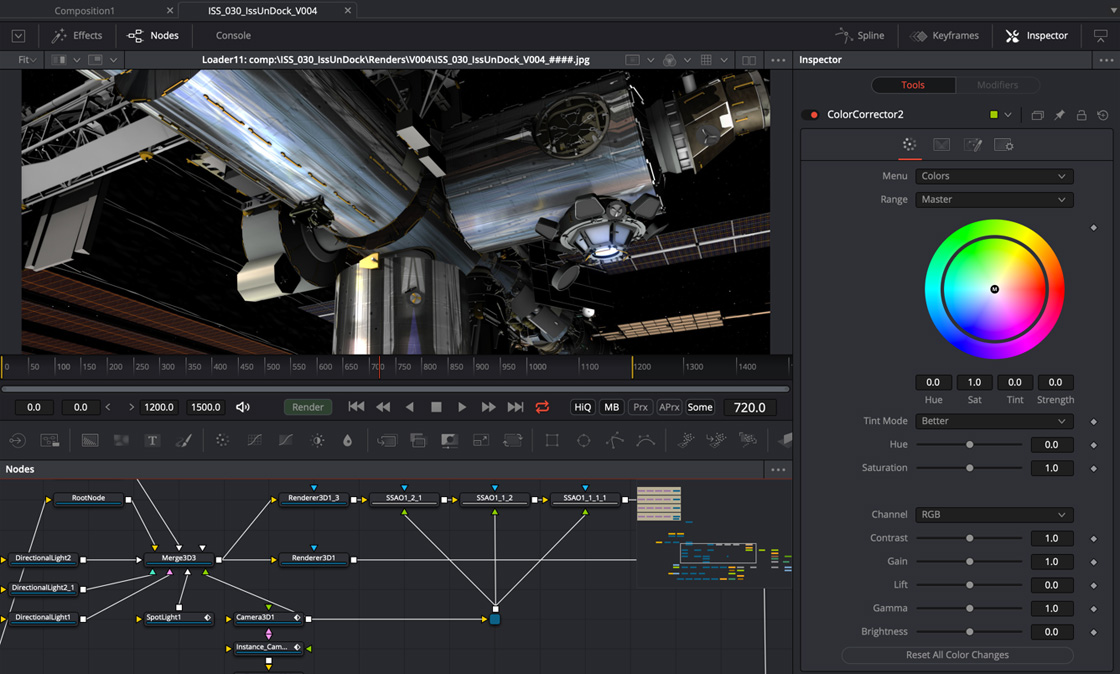 Composition1
ISS_030_IssUnDock_V004
Effects
Nodes
Console
Spline
Keyframes
Inspector
Fit
Loader11: comp:\ISS_030_IssUnDock\Renders\V004\ISS_030_IssUnDock_V004_####.jpg
Inspector
Tools
Modifiers
ColorCorrector2
Menu
Colors
Range
Master
M
0.0
1.0
0.0
0.0
Hue
Sat
Tint
Strength
Tint Mode
Better
Hue
0.0
Saturation
1.0
Channel
RGB
Contrast
1.0
Gain
1.0
Lift
0.0
Gamma
1.0
Brightness
0.0
Reset All Color Changes
0 50 100 150 200 250 300 350 400 450 500 550 600 650 700 750 800 850 900 950 1000 1100 1200 1300 1400
0.0
0.0
1200.0
1500.0
Render
HiQ
MB
Prx
APrx
Some
720.0
T
Nodes
RootNode
Renderer3D1_3
SSAO1_2_1
SSAO1_1_2
SSAO1_1_1_1
DirectionalLight2
Merge3D3
Renderer3D1
DirectionalLight2_1
DirectionalLight1
SpotLight1
Camera3D1
Instance_Cam...